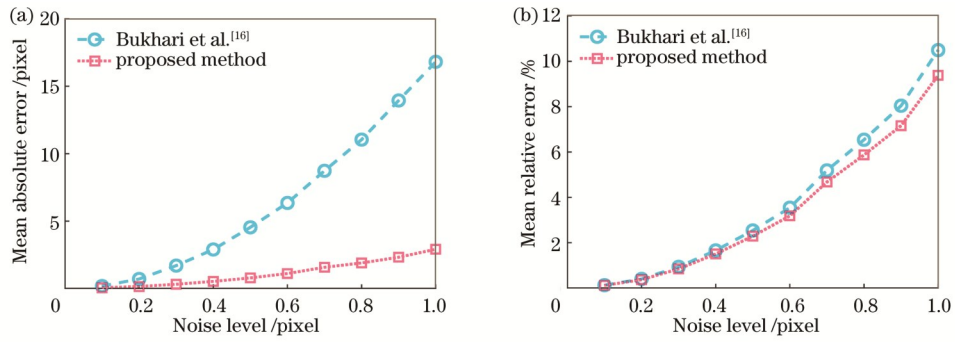 (a)
20
15
10
5
0
0.2
0.4
0.6
0.8
1.0
Mean absolute error /pixel
Noise level /pixel
Bukhari et al.[16]
proposed method
(b)
12
10
8
6
4
2
0
0.2
0.4
0.6
0.8
1.0
Mean relative error /%
Noise level /pixel
Bukhari et al.[16]
proposed method